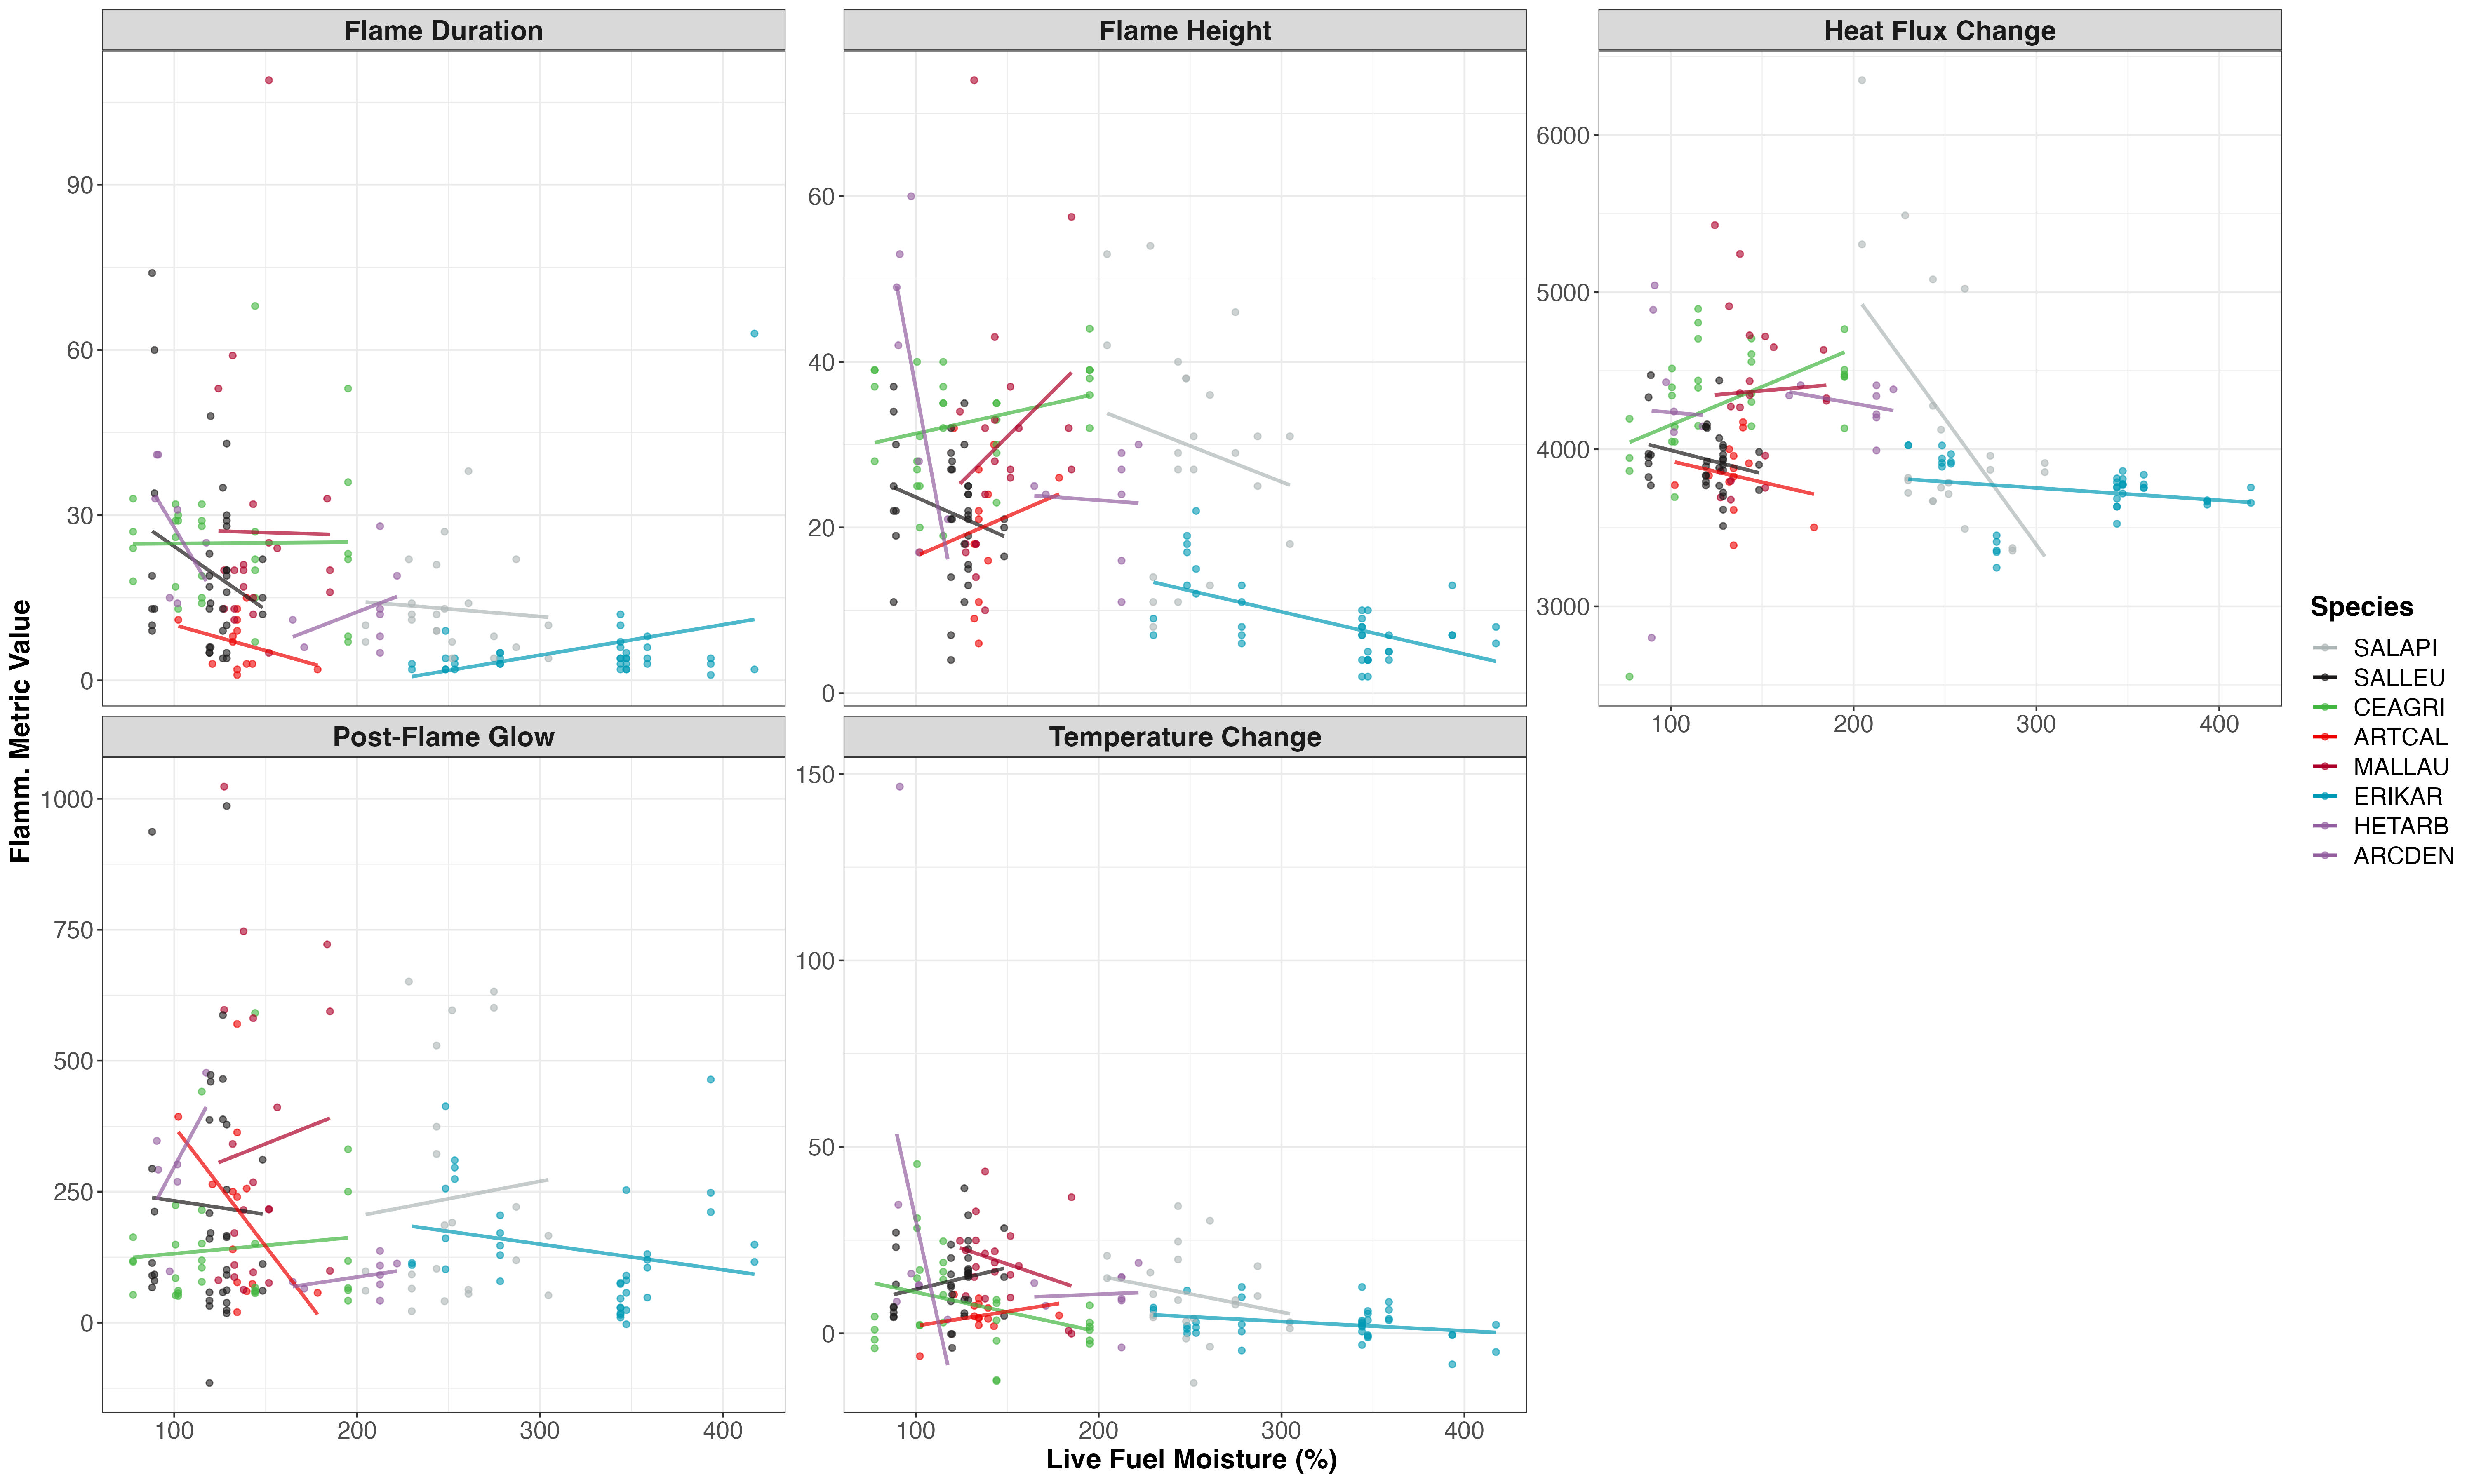 Flame Duration
Flame Height
Heat Flux Change
90
60
30
0
60
40
20
0
6000
5000
4000
3000
100 200 300 400
Post-Flame Glow
Temperature Change
1000
750
500
250
0
150
100
50
0
100 200 300 400
100 200 300 400
Flamm. Metric Value
Live Fuel Moisture (%)
Species
SALAPI
SALLEU
CEAGRI
ARTCAL
MALLAU
ERIKAR
HETARB
ARCDEN